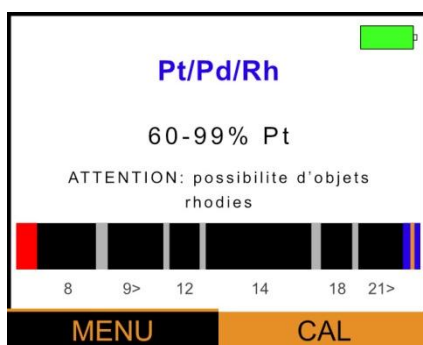 Pt/Pd/Rh
60-99% Pt
ATTENTION: possibilite d'objets
rhodies
8 9> 12 14 18 21>
MENU CAL